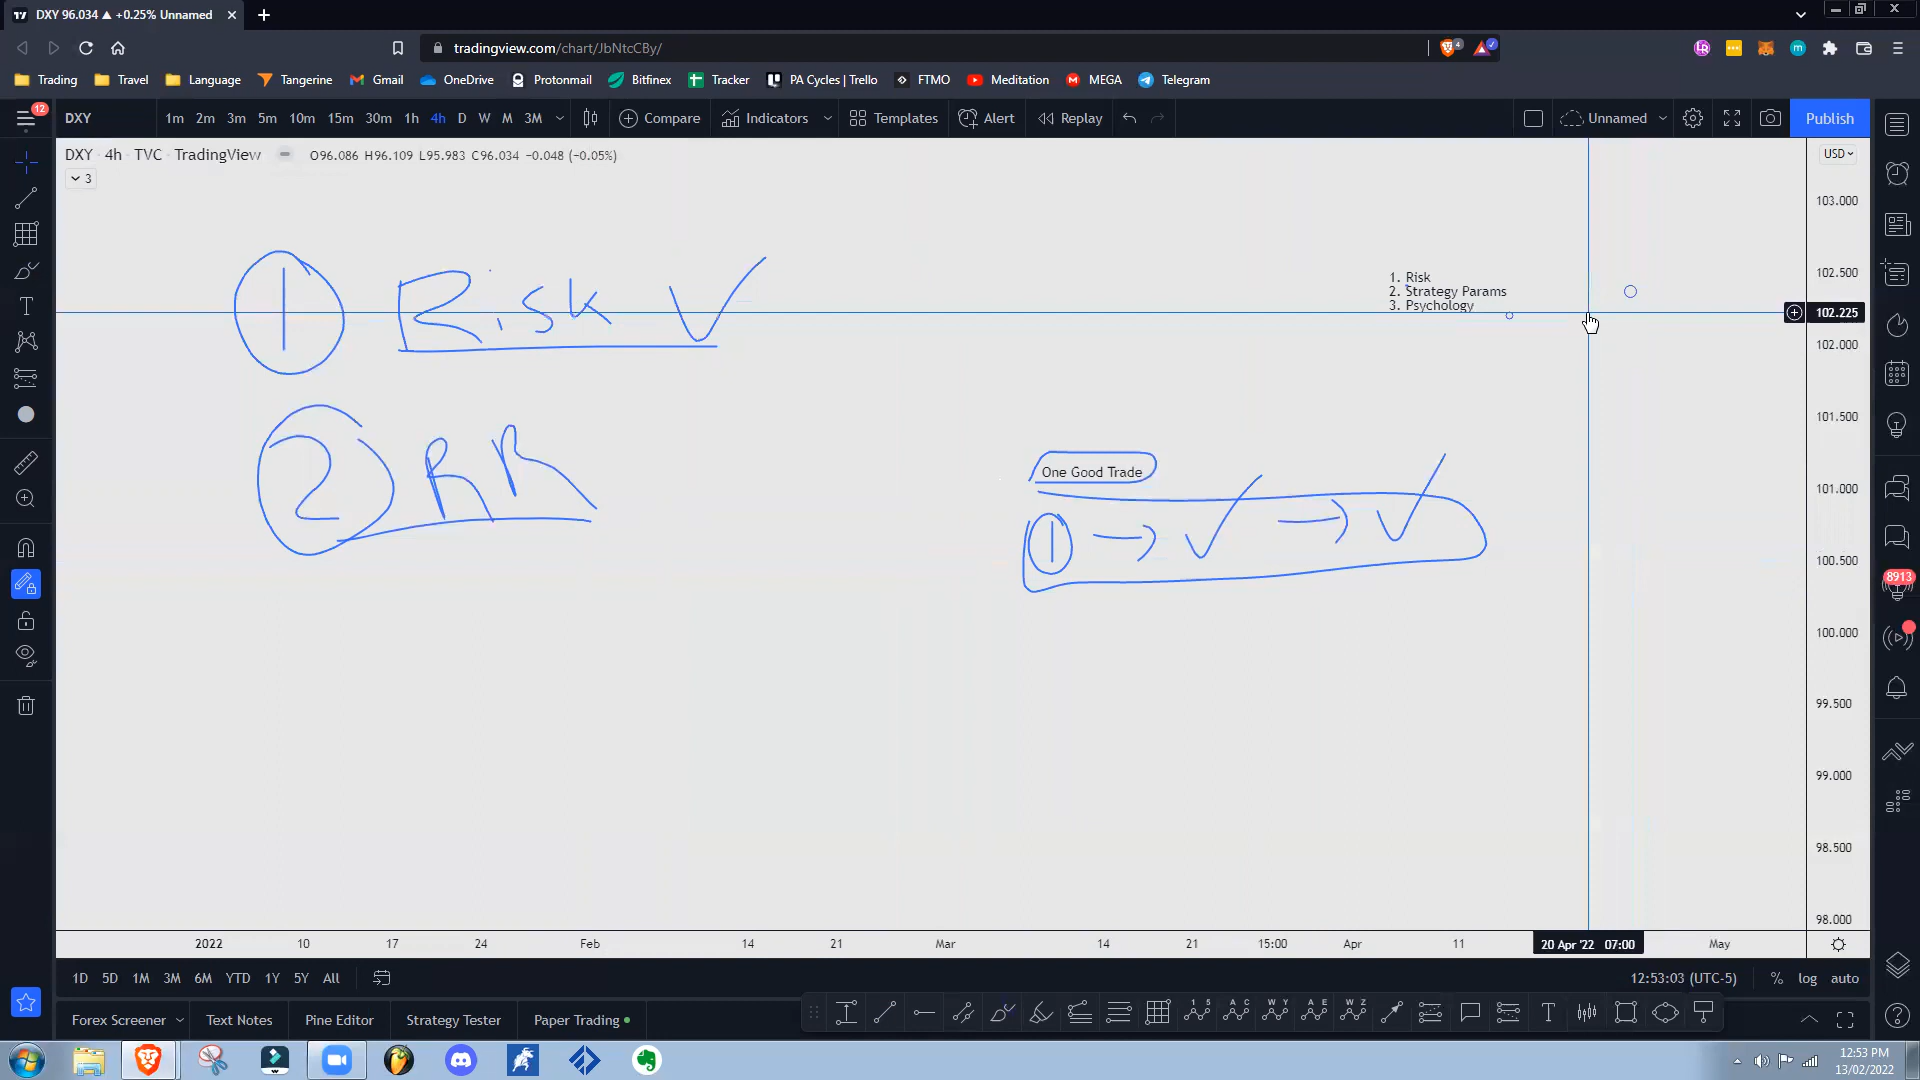 DXY 96.034 ▲ +0.25% Unnamed
tradingview.com/chart/JbNtcCBy/
4
Trading Travel Language Tangerine Gmail OneDrive Protonmail Bitfinex Tracker PA Cycles | Trello FTMO Meditation MEGA Telegram
12
DXY 1m 2m 3m 5m 10m 15m 30m 1h 4h D W M 3M Compare Indicators Templates Alert Replay Unnamed Publish
DXY · 4h · TVC · TradingView O96.086 H96.109 L95.983 C96.034 −0.048 (−0.05%)
USD
3
103.000
1 Risk
1. Risk
2. Strategy Params
3. Psychology
102.500
102.225
102.000
2 RR
101.500
One Good Trade
101.000
1
100.500
8913
100.000
99.500
99.000
98.500
98.000
2022 10 17 24 Feb 14 21 Mar 14 21 15:00 Apr 11 20 Apr '22 07:00 May
1D 5D 1M 3M 6M YTD 1Y 5Y All 12:53:03 (UTC-5) % log auto
Forex Screener Text Notes Pine Editor Strategy Tester Paper Trading
12:53 PM
13/02/2022